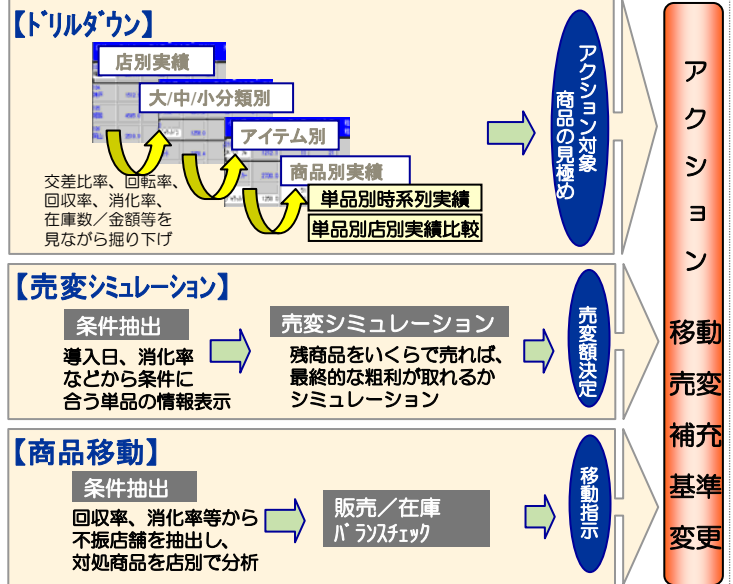 【ﾄﾞﾘﾙﾀﾞｳﾝ】
店別実績
大/中/小分類別
アイテム別
商品別実績
単品別時系列実績
単品別店別実績比較
交差比率、回転率、
回収率、消化率、
在庫数／金額等を
見ながら掘り下げ
アクション対象
商品の見極め
【売変ｼﾐｭﾚｰｼｮﾝ】
条件抽出
導入日、消化率
などから条件に
合う単品の情報表示
売変シミュレーション
残商品をいくらで売れば、
最終的な粗利が取れるか
シミュレーション
売変額決定
【商品移動】
条件抽出
回収率、消化率等から
不振店舗を抽出し、
対処商品を店別で分析
販売／在庫
ﾊﾞﾗﾝｽﾁｪｯｸ
移動指示
アクション
移動
売変
補充
基準
変更